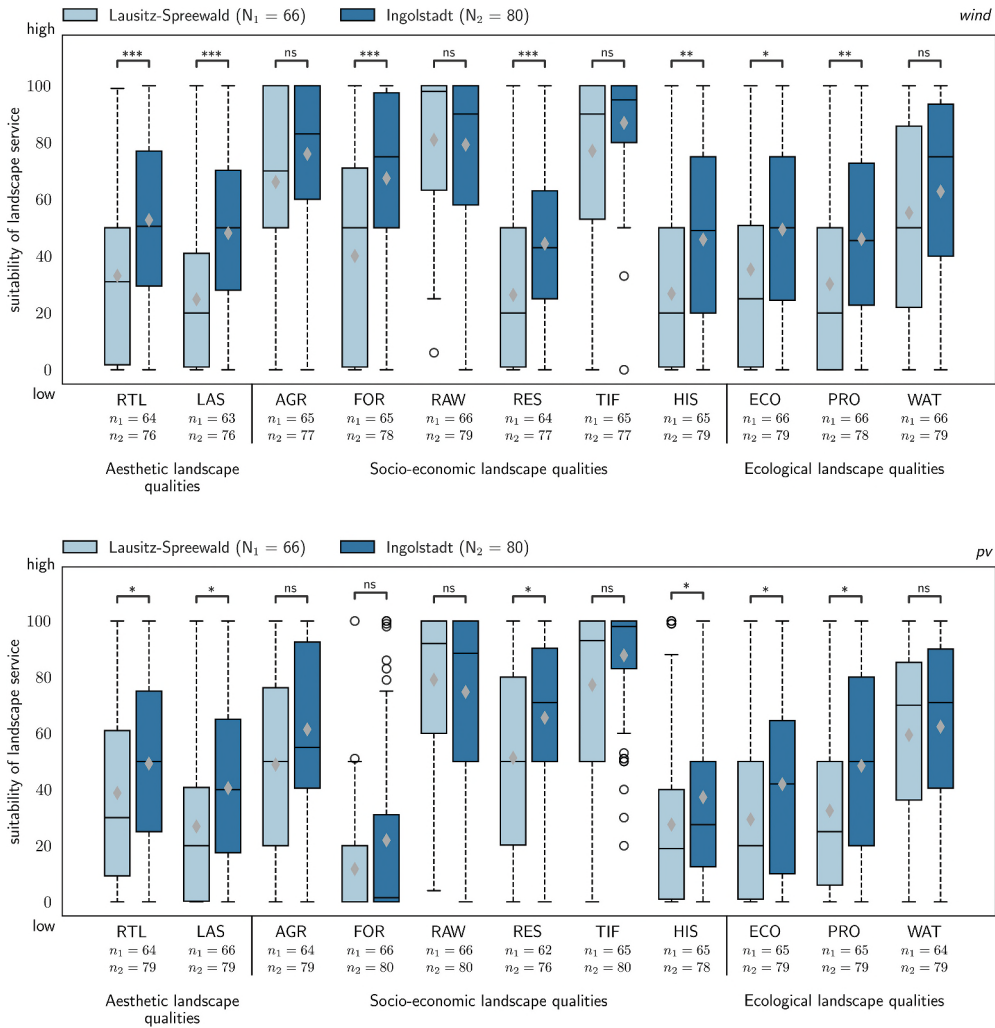 Lausitz-Spreewald (N₁ = 66) Ingolstadt (N₂ = 80) wind
high
*** *** ns *** ns *** ns ** * ** ns
100
80
60
40
20
0
suitability of landscape service
low
RTL LAS AGR FOR RAW RES TIF HIS ECO PRO WAT
n₁ = 64 n₁ = 63 n₁ = 65 n₁ = 65 n₁ = 66 n₁ = 64 n₁ = 65 n₁ = 65 n₁ = 66 n₁ = 66 n₁ = 66
n₂ = 76 n₂ = 76 n₂ = 77 n₂ = 78 n₂ = 79 n₂ = 77 n₂ = 77 n₂ = 79 n₂ = 79 n₂ = 78 n₂ = 79
Aesthetic landscape Socio-economic landscape qualities Ecological landscape qualities
qualities
Lausitz-Spreewald (N₁ = 66) Ingolstadt (N₂ = 80) pv
high
* * ns ns ns * ns * * * ns
100
80
60
40
20
0
suitability of landscape service
low
RTL LAS AGR FOR RAW RES TIF HIS ECO PRO WAT
n₁ = 64 n₁ = 66 n₁ = 64 n₁ = 66 n₁ = 66 n₁ = 62 n₁ = 65 n₁ = 65 n₁ = 65 n₁ = 65 n₁ = 64
n₂ = 79 n₂ = 79 n₂ = 79 n₂ = 80 n₂ = 80 n₂ = 76 n₂ = 80 n₂ = 78 n₂ = 79 n₂ = 79 n₂ = 79
Aesthetic landscape Socio-economic landscape qualities Ecological landscape qualities
qualities